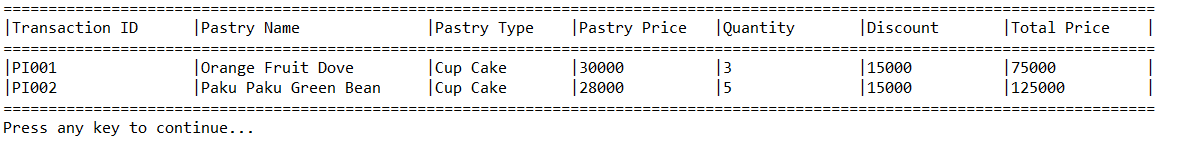 ================================================================================================================================================
|Transaction ID        |Pastry Name                 |Pastry Type     |Pastry Price     |Quantity         |Discount         |Total Price     |
================================================================================================================================================
|PI001                 |Orange Fruit Dove           |Cup Cake        |30000            |3                |15000            |75000           |
|PI002                 |Paku Paku Green Bean        |Cup Cake        |28000            |5                |15000            |125000          |
================================================================================================================================================
Press any key to continue...